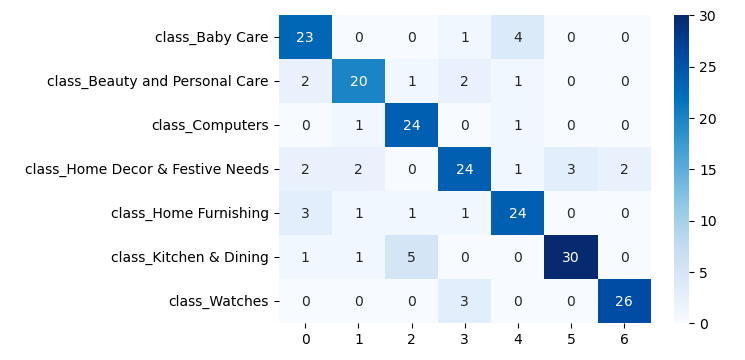 class_Baby Care 23 0 0 1 4 0 0
class_Beauty and Personal Care 2 20 1 2 1 0 0
class_Computers 0 1 24 0 1 0 0
class_Home Decor & Festive Needs 2 2 0 24 1 3 2
class_Home Furnishing 3 1 1 1 24 0 0
class_Kitchen & Dining 1 1 5 0 0 30 0
class_Watches 0 0 0 3 0 0 26
0 1 2 3 4 5 6
30
25
20
15
10
5
0